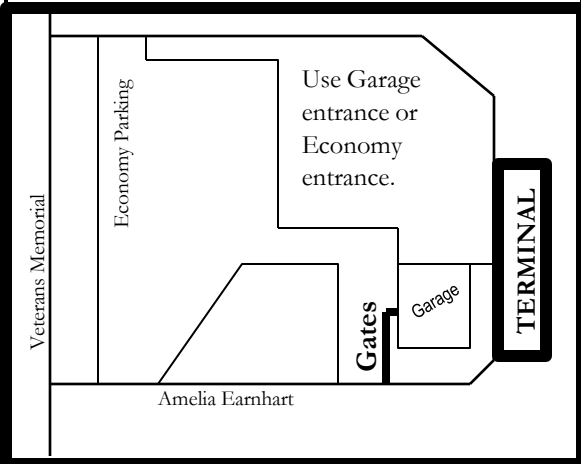 Use Garage
entrance or
Economy
entrance.
Economy Parking
Veterans Memorial
TERMINAL
Garage
Gates
Amelia Earnhart